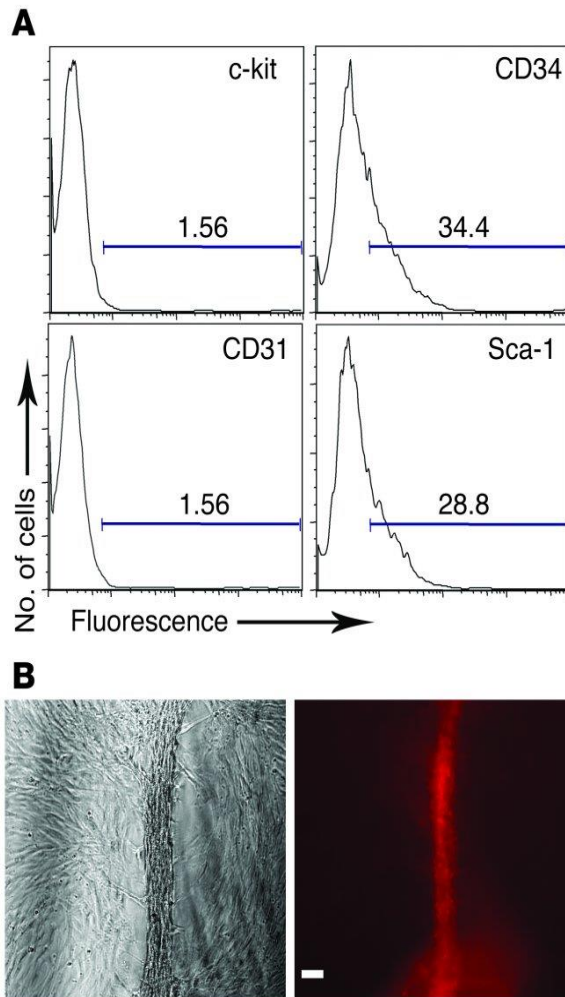 A
c-kit
1.56
CD34
34.4
CD31
1.56
Sca-1
28.8
No. of cells
Fluorescence
B